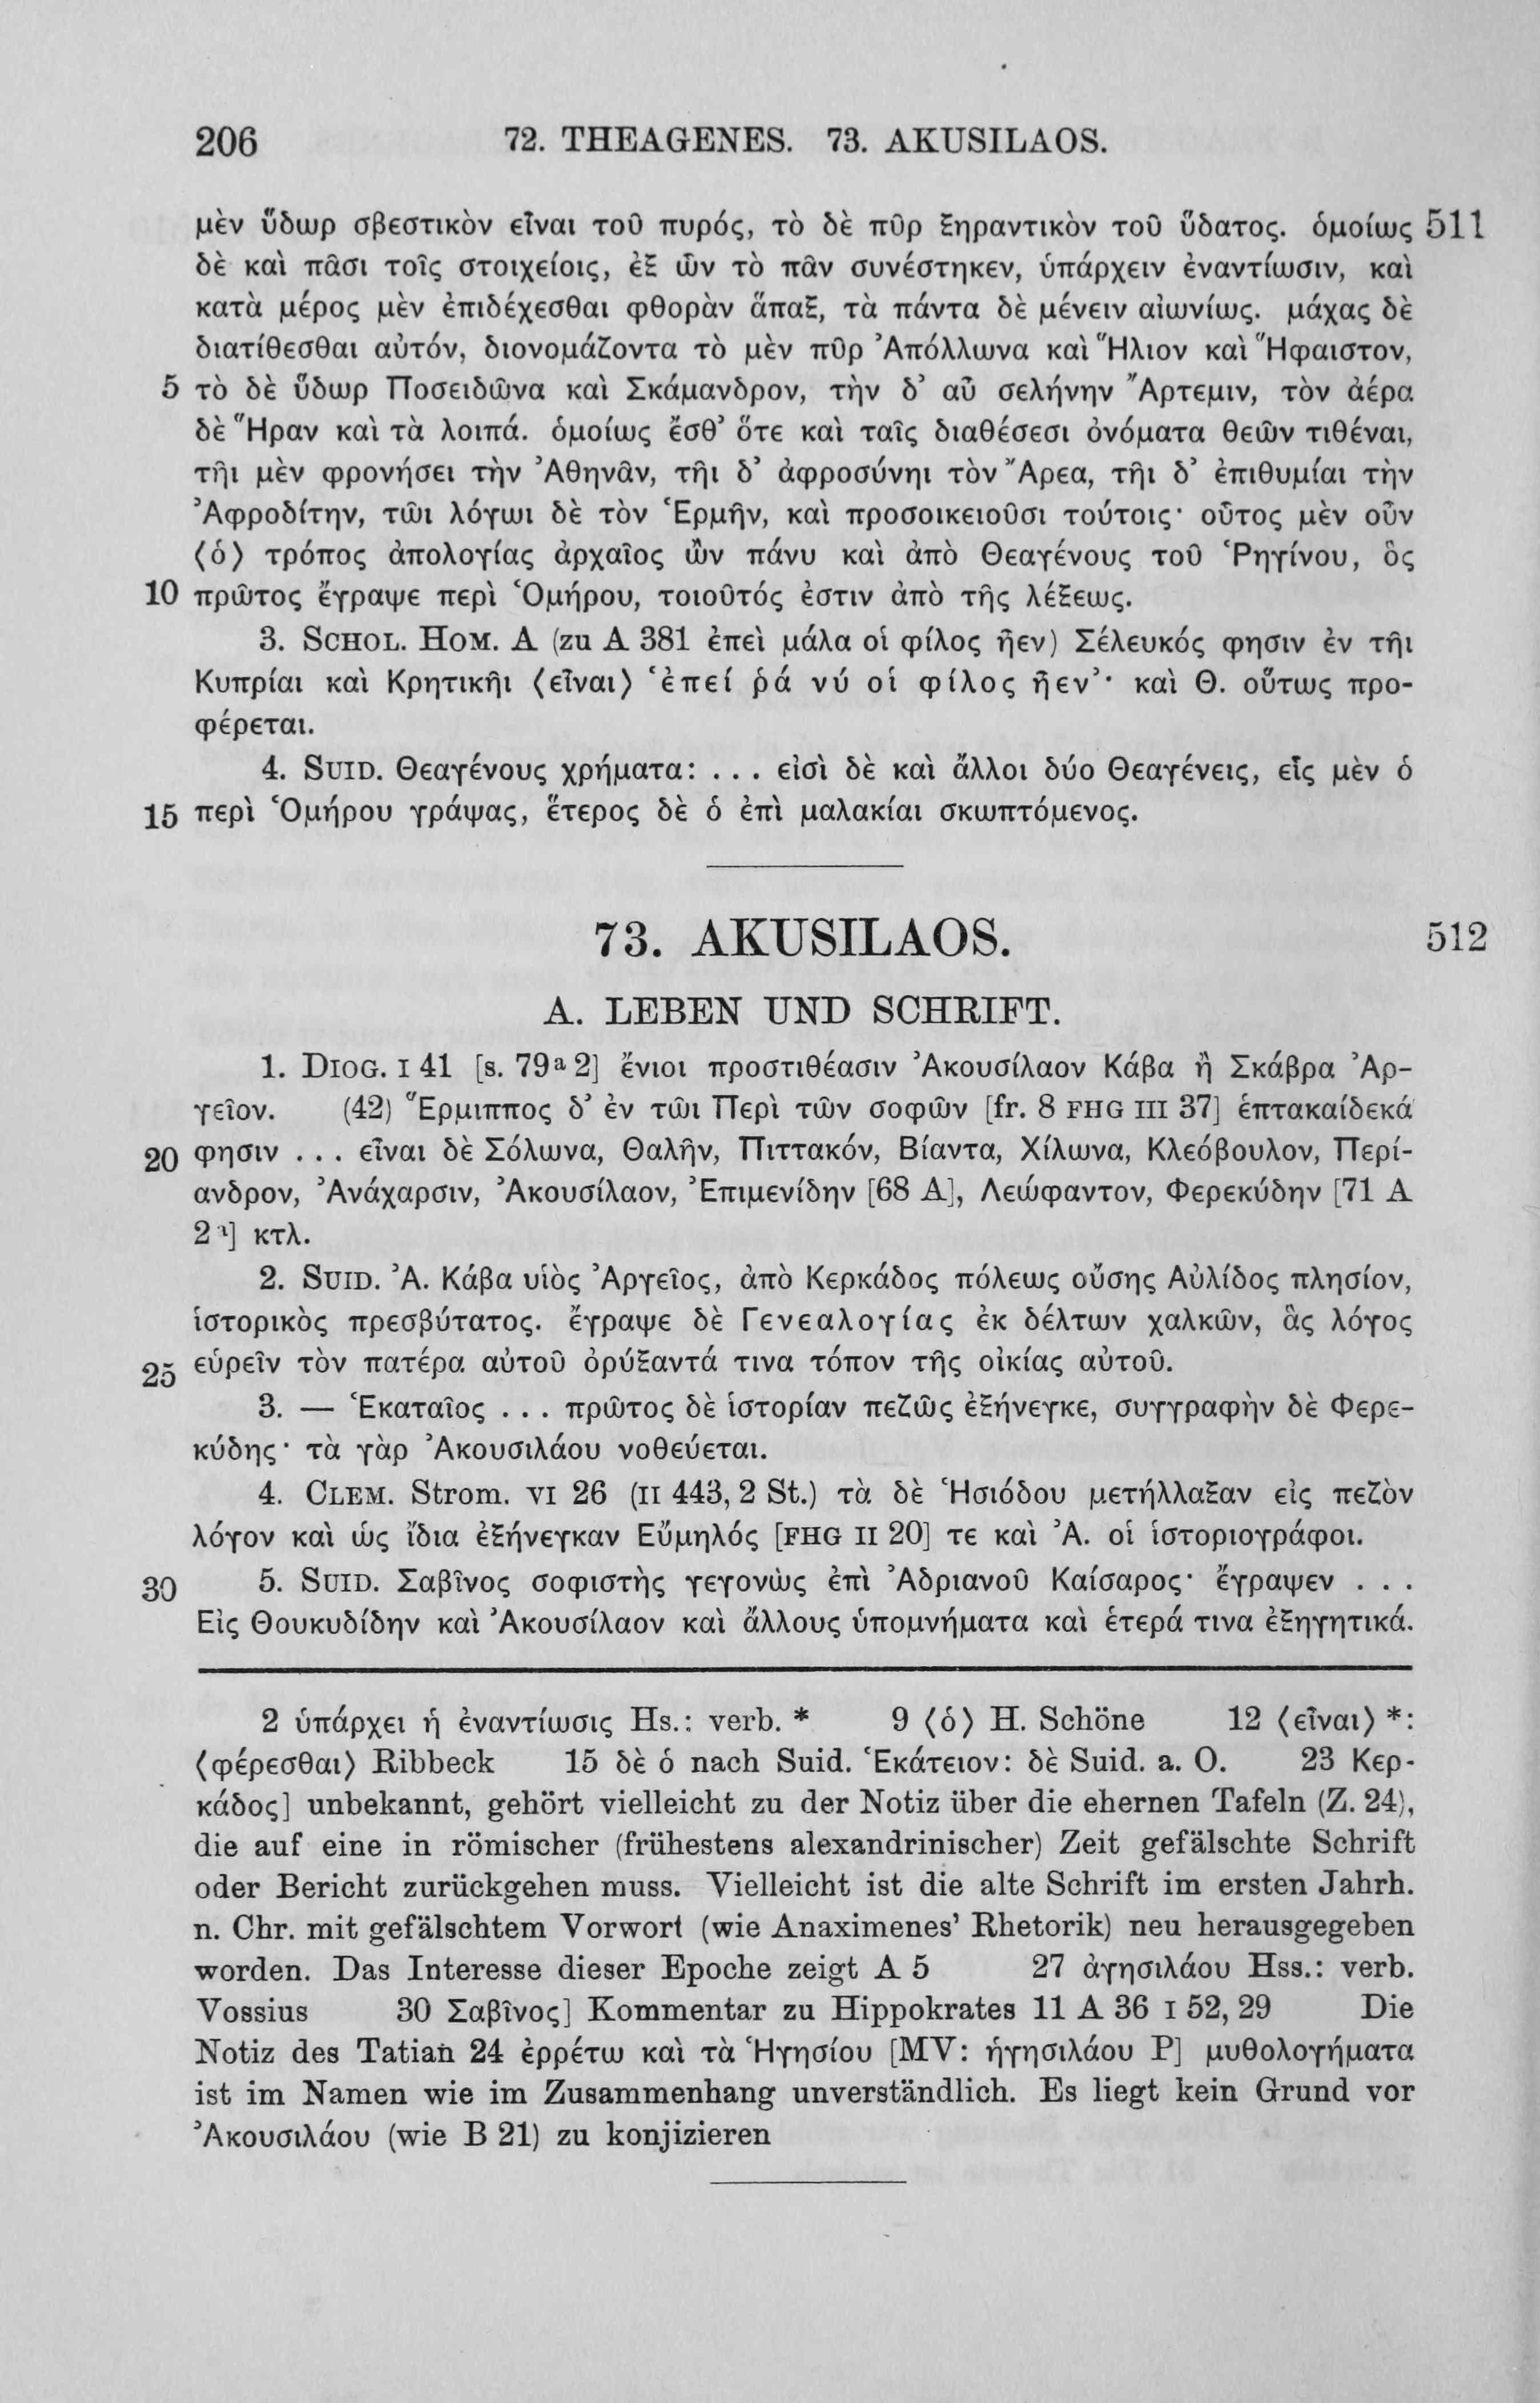 206 72. THEAGENES. 73. AKUSILAOS.
μὲν ὕδωρ σβεστικὸν εἶναι τοῦ πυρός, τὸ δὲ πῦρ ξηραντικὸν τοῦ ὕδατος. ὁμοίως 511
δὲ καὶ πᾶσι τοῖς στοιχείοις, ἐξ ὧν τὸ πᾶν συνέστηκεν, ὑπάρχειν ἐναντίωσιν, καὶ
κατὰ μέρος μὲν ἐπιδέχεσθαι φθορὰν ἅπαξ, τὰ πάντα δὲ μένειν αἰωνίως. μάχας δὲ
διατίθεσθαι αὐτόν, διονομάζοντα τὸ μὲν πῦρ Ἀπόλλωνα καὶ Ἥλιον καὶ Ἥφαιστον,
5 τὸ δὲ ὕδωρ Ποσειδῶνα καὶ Σκάμανδρον, τὴν δ' αὖ σελήνην Ἄρτεμιν, τὸν ἀέρα
δὲ Ἥραν καὶ τὰ λοιπά. ὁμοίως ἔσθ' ὅτε καὶ ταῖς διαθέσεσι ὀνόματα θεῶν τιθέναι,
τῆι μὲν φρονήσει τὴν Ἀθηνᾶν, τῆι δ' ἀφροσύνηι τὸν Ἄρεα, τῆι δ' ἐπιθυμίαι τὴν
Ἀφροδίτην, τῶι λόγωι δὲ τὸν Ἑρμῆν, καὶ προσοικειοῦσι τούτοις· οὗτος μὲν οὖν
⟨ὁ⟩ τρόπος ἀπολογίας ἀρχαῖος ὢν πάνυ καὶ ἀπὸ Θεαγένους τοῦ Ῥηγίνου, ὃς
10 πρῶτος ἔγραψε περὶ Ὁμήρου, τοιοῦτός ἐστιν ἀπὸ τῆς λέξεως.
3. SCHOL. HOM. A (zu A 381 ἐπεὶ μάλα οἱ φίλος ἦεν) Σέλευκός φησιν ἐν τῆι
Κυπρίαι καὶ Κρητικῆι ⟨εἶναι⟩ 'ἐπεί ῥά νύ οἱ φίλος ἦεν'· καὶ Θ. οὕτως προ-
φέρεται.
4. SUID. Θεαγένους χρήματα: ... εἰσὶ δὲ καὶ ἄλλοι δύο Θεαγένεις, εἷς μὲν ὁ
15 περὶ Ὁμήρου γράψας, ἕτερος δὲ ὁ ἐπὶ μαλακίαι σκωπτόμενος.
73. AKUSILAOS. 512
A. LEBEN UND SCHRIFT.
1. DIOG. I 41 [s. 79ᵃ 2] ἔνιοι προστιθέασιν Ἀκουσίλαον Κάβα ἢ Σκάβρα Ἀρ-
γεῖον. (42) Ἕρμιππος δ' ἐν τῶι Περὶ τῶν σοφῶν [fr. 8 FHG III 37] ἑπτακαίδεκά
20 φησιν ... εἶναι δὲ Σόλωνα, Θαλῆν, Πιττακόν, Βίαντα, Χίλωνα, Κλεόβουλον, Περί-
ανδρον, Ἀνάχαρσιν, Ἀκουσίλαον, Ἐπιμενίδην [68 A], Λεώφαντον, Φερεκύδην [71 A
2ᵃ] κτλ.
2. SUID. Ἀ. Κάβα υἱὸς Ἀργεῖος, ἀπὸ Κερκάδος πόλεως οὔσης Αὐλίδος πλησίον,
ἱστορικὸς πρεσβύτατος. ἔγραψε δὲ Γενεαλογίας ἐκ δέλτων χαλκῶν, ἃς λόγος
25 εὑρεῖν τὸν πατέρα αὐτοῦ ὀρύξαντά τινα τόπον τῆς οἰκίας αὐτοῦ.
3. — Ἑκαταῖος ... πρῶτος δὲ ἱστορίαν πεζῶς ἐξήνεγκε, συγγραφὴν δὲ Φερε-
κύδης· τὰ γὰρ Ἀκουσιλάου νοθεύεται.
4. CLEM. Strom. VI 26 (II 443, 2 St.) τὰ δὲ Ἡσιόδου μετήλλαξαν εἰς πεζὸν
λόγον καὶ ὡς ἴδια ἐξήνεγκαν Εὔμηλός [FHG II 20] τε καὶ Ἀ. οἱ ἱστοριογράφοι.
30 5. SUID. Σαβῖνος σοφιστὴς γεγονὼς ἐπὶ Ἀδριανοῦ Καίσαρος· ἔγραψεν ...
Εἰς Θουκυδίδην καὶ Ἀκουσίλαον καὶ ἄλλους ὑπομνήματα καὶ ἑτερά τινα ἐξηγητικά.
2 ὑπάρχει ἡ ἐναντίωσις Hs.: verb. * 9 ⟨ὁ⟩ H. Schöne 12 ⟨εἶναι⟩ *:
⟨φέρεσθαι⟩ Ribbeck 15 δὲ ὁ nach Suid. Ἑκάτειον: δὲ Suid. a. O. 23 Κερ-
κάδος] unbekannt, gehört vielleicht zu der Notiz über die ehernen Tafeln (Z. 24),
die auf eine in römischer (frühestens alexandrinischer) Zeit gefälschte Schrift
oder Bericht zurückgehen muss. Vielleicht ist die alte Schrift im ersten Jahrh.
n. Chr. mit gefälschtem Vorwort (wie Anaximenes' Rhetorik) neu herausgegeben
worden. Das Interesse dieser Epoche zeigt A 5 27 ἀγησιλάου Hss.: verb.
Vossius 30 Σαβῖνος] Kommentar zu Hippokrates 11 A 36 I 52, 29 Die
Notiz des Tatian 24 ἐρρέτω καὶ τὰ Ἡγησίου [MV: ἡγησιλάου P] μυθολογήματα
ist im Namen wie im Zusammenhang unverständlich. Es liegt kein Grund vor
Ἀκουσιλάου (wie B 21) zu konjizieren